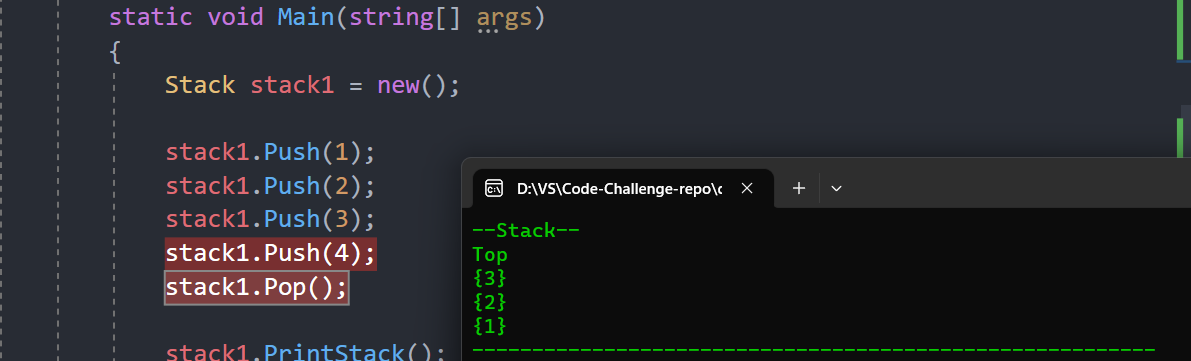 static void Main(string[] args)
{
Stack stack1 = new();
stack1.Push(1);
stack1.Push(2);
stack1.Push(3);
stack1.Push(4);
stack1.Pop();
stack1.PrintStack();
D:\VS\Code-Challenge-repo\c
--Stack--
Top
{3}
{2}
{1}
---------------------------------------------------------